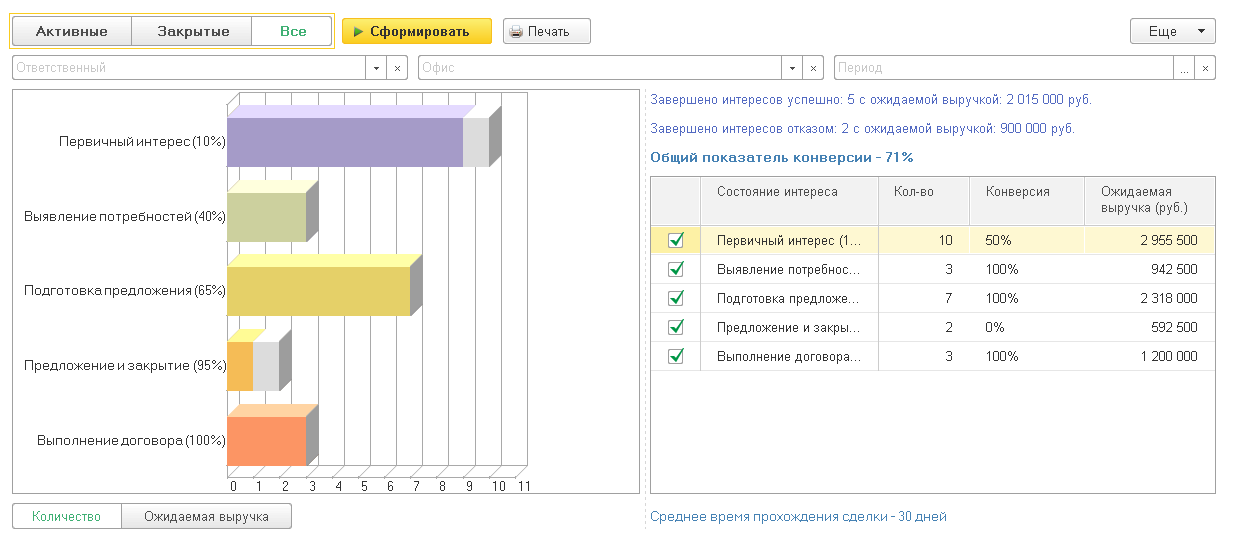 Активные Закрытые Все Сформировать Печать Еще
Ответственный Офис Период ...
Первичный интерес (10%)
Выявление потребностей (40%)
Подготовка предложения (65%)
Предложение и закрытие (95%)
Выполнение договора (100%)
0 1 2 3 4 5 6 7 8 9 10 11
Количество Ожидаемая выручка
Завершено интересов успешно: 5 с ожидаемой выручкой: 2 015 000 руб.
Завершено интересов отказом: 2 с ожидаемой выручкой: 900 000 руб.
Общий показатель конверсии - 71%
Состояние интереса Кол-во Конверсия Ожидаемая
выручка (руб.)
Первичный интерес (1... 10 50% 2 955 500
Выявление потребнос... 3 100% 942 500
Подготовка предложе... 7 100% 2 318 000
Предложение и закры... 2 0% 592 500
Выполнение договора... 3 100% 1 200 000
Среднее время прохождения сделки - 30 дней